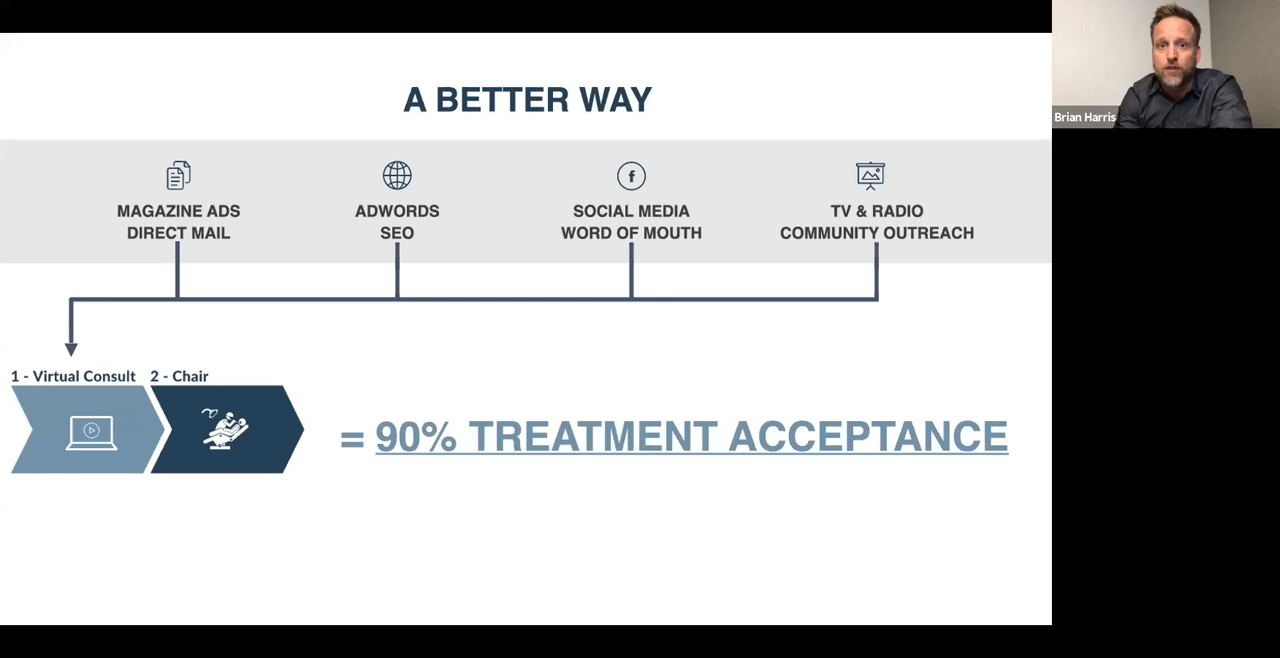 A BETTER WAY
MAGAZINE ADS
DIRECT MAIL
ADWORDS
SEO
SOCIAL MEDIA
WORD OF MOUTH
TV & RADIO
COMMUNITY OUTREACH
1 - Virtual Consult
2 - Chair
= 90% TREATMENT ACCEPTANCE
Brian Harris